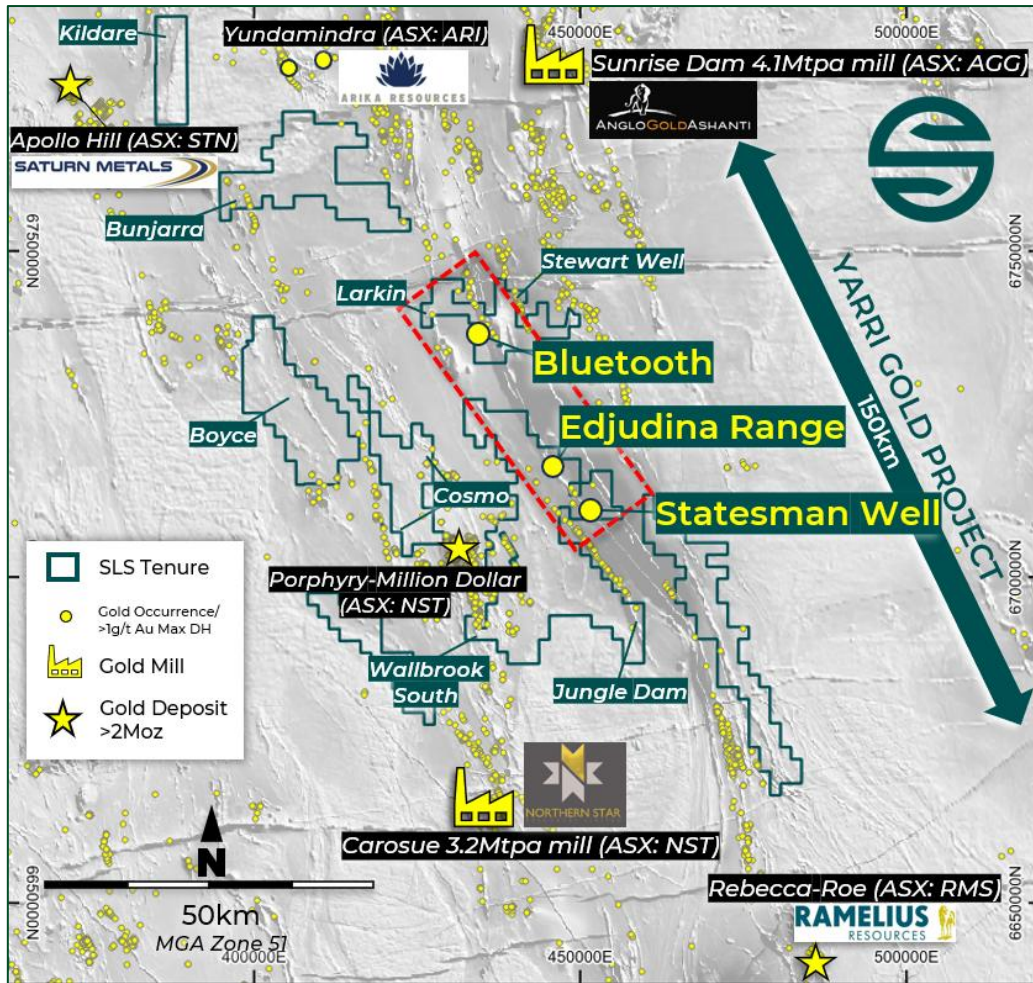 Kildare
Yundamindra (ASX: ARI)
ARIKA RESOURCES
450000E
500000E
Sunrise Dam 4.1Mtpa mill (ASX: AGG)
ANGLOGOLDASHANTI
Apollo Hill (ASX: STN)
SATURN METALS
Bunjarra
6750000N
6750000N
Stewart Well
Larkin
Bluetooth
YARRI GOLD PROJECT
150km
Boyce
Edjudina Range
Cosmo
Statesman Well
SLS Tenure
Gold Occurrence/
>1g/t Au Max DH
Gold Mill
Gold Deposit
>2Moz
Porphyry-Million Dollar
(ASX: NST)
6700000N
Wallbrook
South
Jungle Dam
NORTHERN STAR
Carosue 3.2Mtpa mill (ASX: NST)
N
50km
MGA Zone 51
Rebecca-Roe (ASX: RMS)
RAMELIUS
RESOURCES
6650000N
6650000N
400000E
450000E
500000E